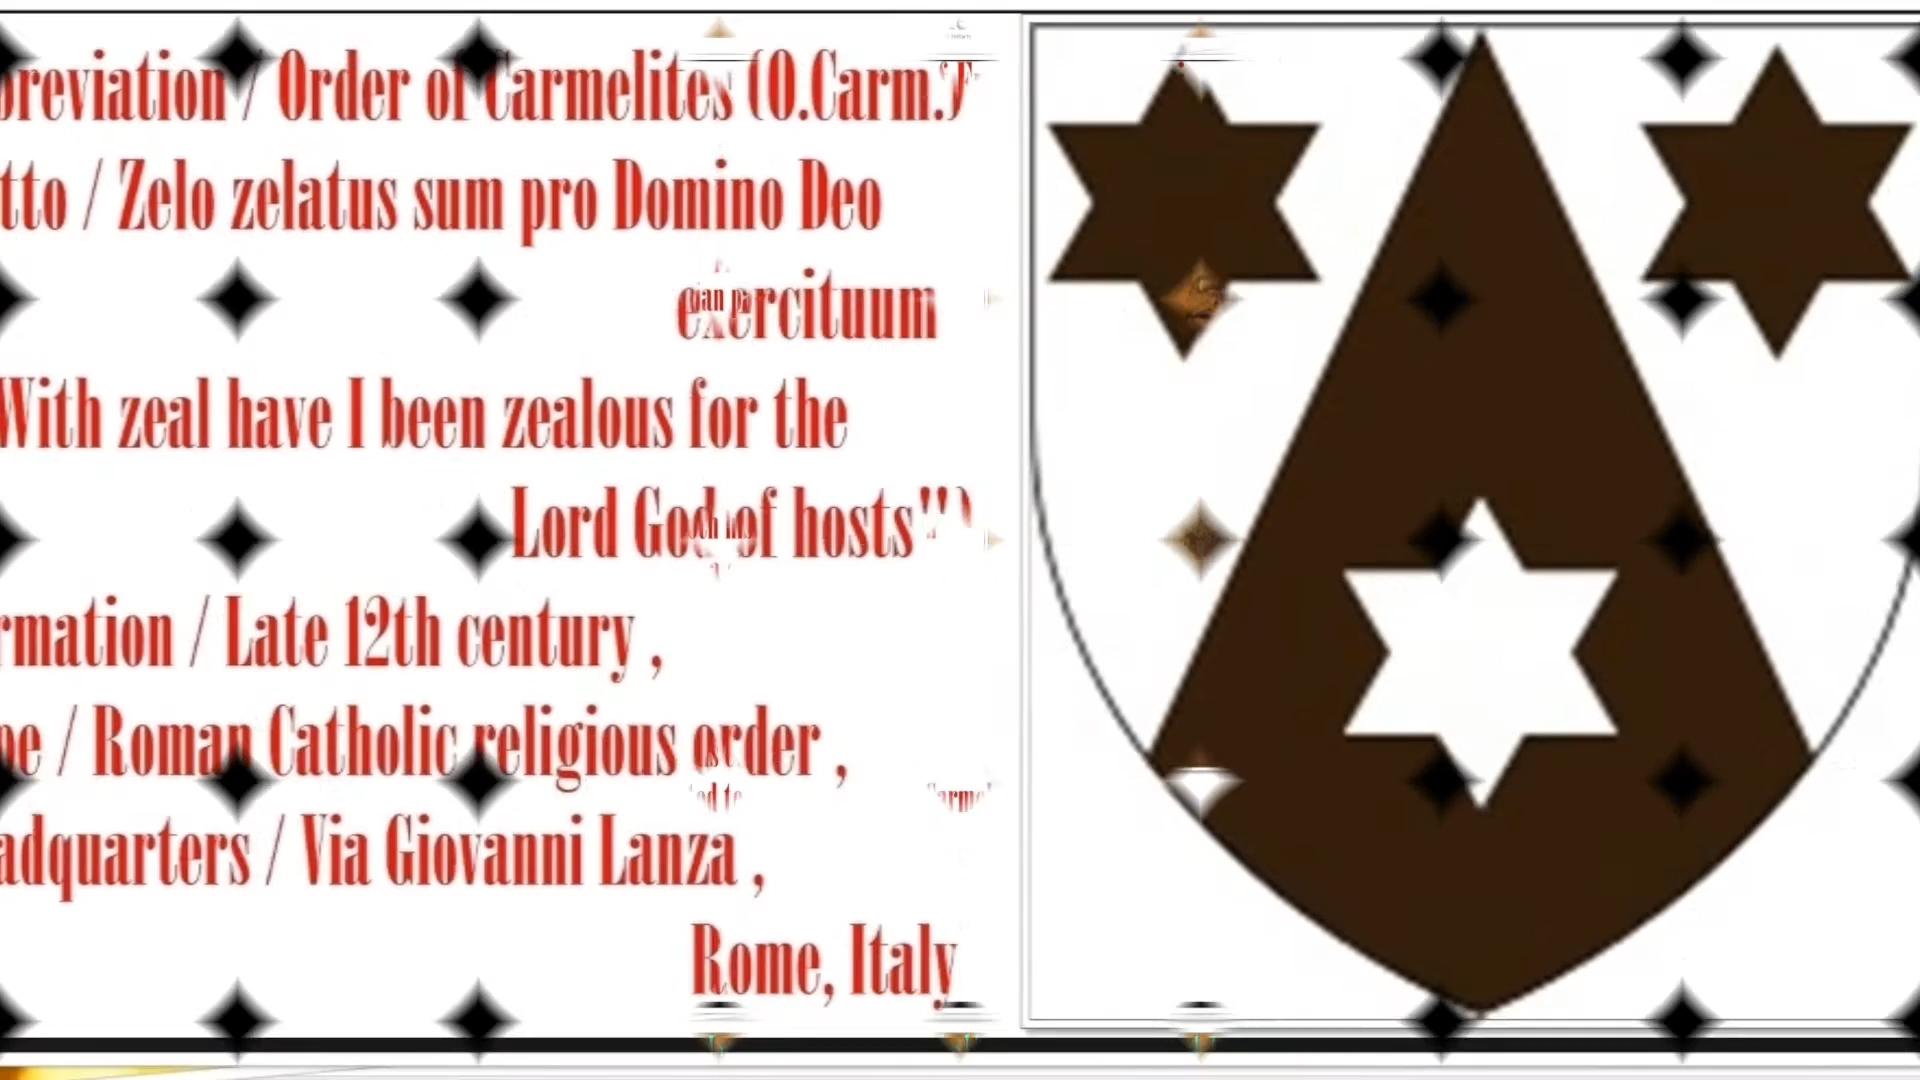 breviation / Order of Carmelites (O.Carm.)
tto / Zelo zelatus sum pro Domino Deo
exercituum
With zeal have I been zealous for the
Lord God of hosts")
rmation / Late 12th century ,
pe / Roman Catholic religious order ,
adquarters / Via Giovanni Lanza ,
Rome, Italy